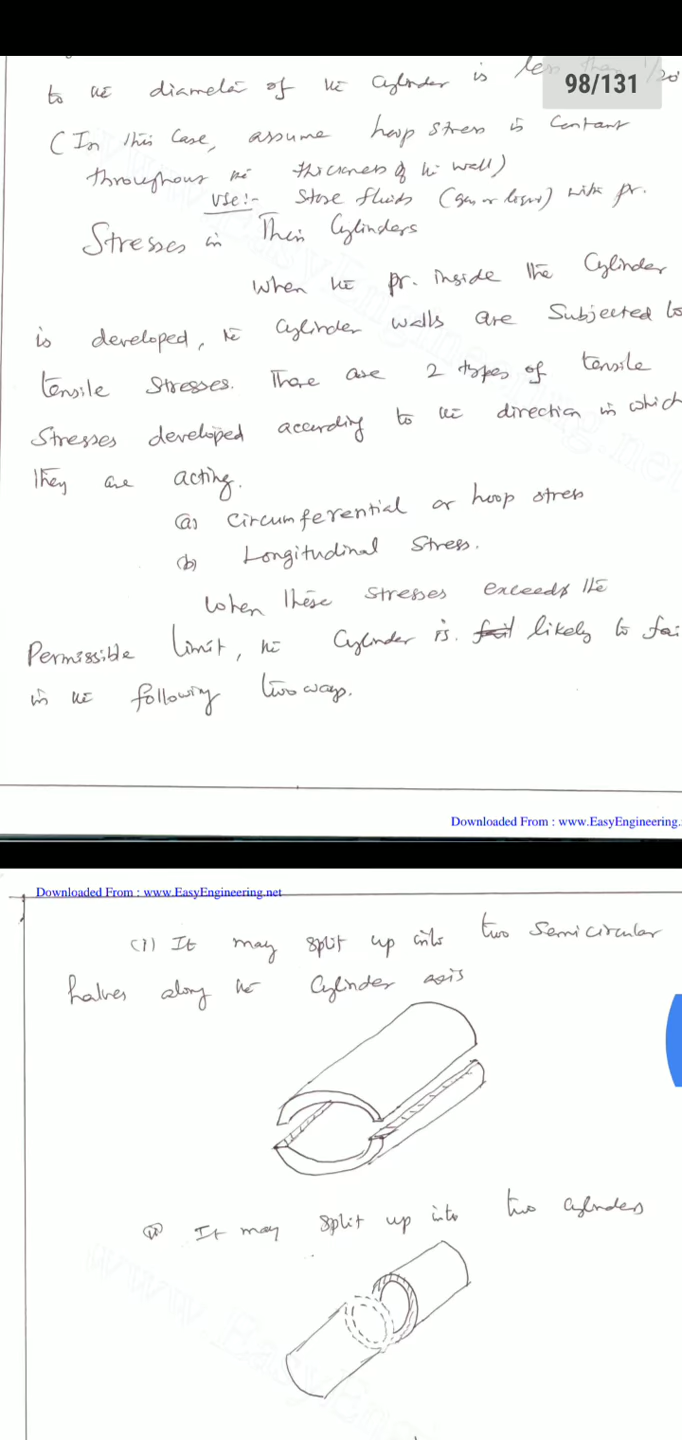 to the diameter of the cylinder is less than 1/20
98/131
(In this case, assume hoop stress is contant
throughout the thickness of the wall)
Use:- Store fluids (gas or liquid) with pr.
Stresses in Thin Cylinders
When the pr. inside the Cylinder
is developed, the cylinder walls are Subjected to
tensile Stresses. There are 2 types of tensile
Stresses developed according to the direction in which
they are acting.
(a) Circumferential or hoop stress
(b) Longitudinal Stress.
When these stresses exceeds the
Permissible limit, the Cylinder is. likely to fai
in the following two ways.
Downloaded From : www.EasyEngineering.
Downloaded From : www.EasyEngineering.net
(i) It may split up into two semicircular
halves along the Cylinder axis
(ii) It may split up into two cylinders